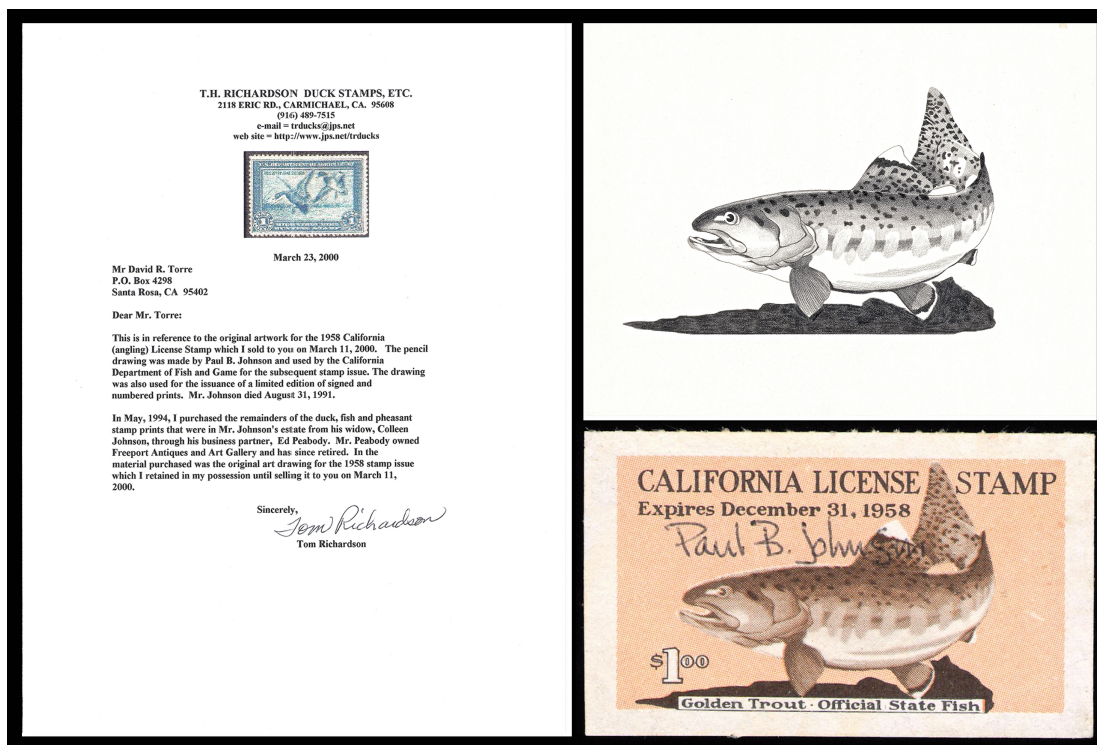 T.H. RICHARDSON DUCK STAMPS, ETC.
2118 ERIC RD., CARMICHAEL, CA. 95608
(916) 489-7515
e-mail = trducks@jps.net
web site = http://www.jps.net/trducks
U.S. DEPARTMENT OF AGRICULTURE
1 1
MIGRATORY BIRD
HUNTING STAMP
March 23, 2000
Mr David R. Torre
P.O. Box 4298
Santa Rosa, CA 95402
Dear Mr. Torre:
This is in reference to the original artwork for the 1958 California
(angling) License Stamp which I sold to you on March 11, 2000. The pencil
drawing was made by Paul B. Johnson and used by the California
Department of Fish and Game for the subsequent stamp issue. The drawing
was also used for the issuance of a limited edition of signed and
numbered prints. Mr. Johnson died August 31, 1991.
In May, 1994, I purchased the remainders of the duck, fish and pheasant
stamp prints that were in Mr. Johnson's estate from his widow, Colleen
Johnson, through his business partner, Ed Peabody. Mr. Peabody owned
Freeport Antiques and Art Gallery and has since retired. In the
material purchased was the original art drawing for the 1958 stamp issue
which I retained in my possession until selling it to you on March 11,
2000.
Sincerely,
Tom Richardson
Tom Richardson
CALIFORNIA LICENSE STAMP
Expires December 31, 1958
Paul B. Johnson
$1.00
Golden Trout · Official State Fish